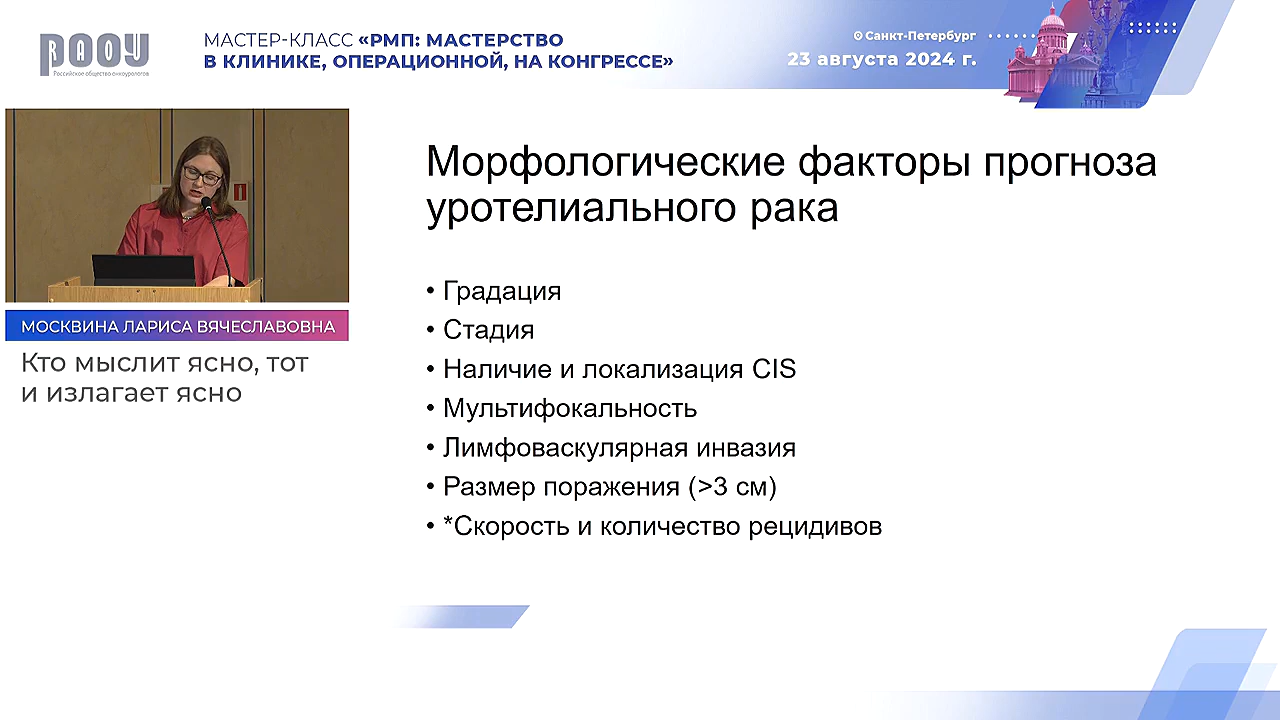 РАОУ
Российское общество онкоурологов
МАСТЕР-КЛАСС «РМП: МАСТЕРСТВО
В КЛИНИКЕ, ОПЕРАЦИОННОЙ, НА КОНГРЕССЕ»
Санкт-Петербург
23 августа 2024 г.
МОСКВИНА ЛАРИСА ВЯЧЕСЛАВОВНА
Кто мыслит ясно, тот
и излагает ясно
Морфологические факторы прогноза
уротелиального рака
• Градация
• Стадия
• Наличие и локализация CIS
• Мультифокальность
• Лимфоваскулярная инвазия
• Размер поражения (>3 см)
• *Скорость и количество рецидивов